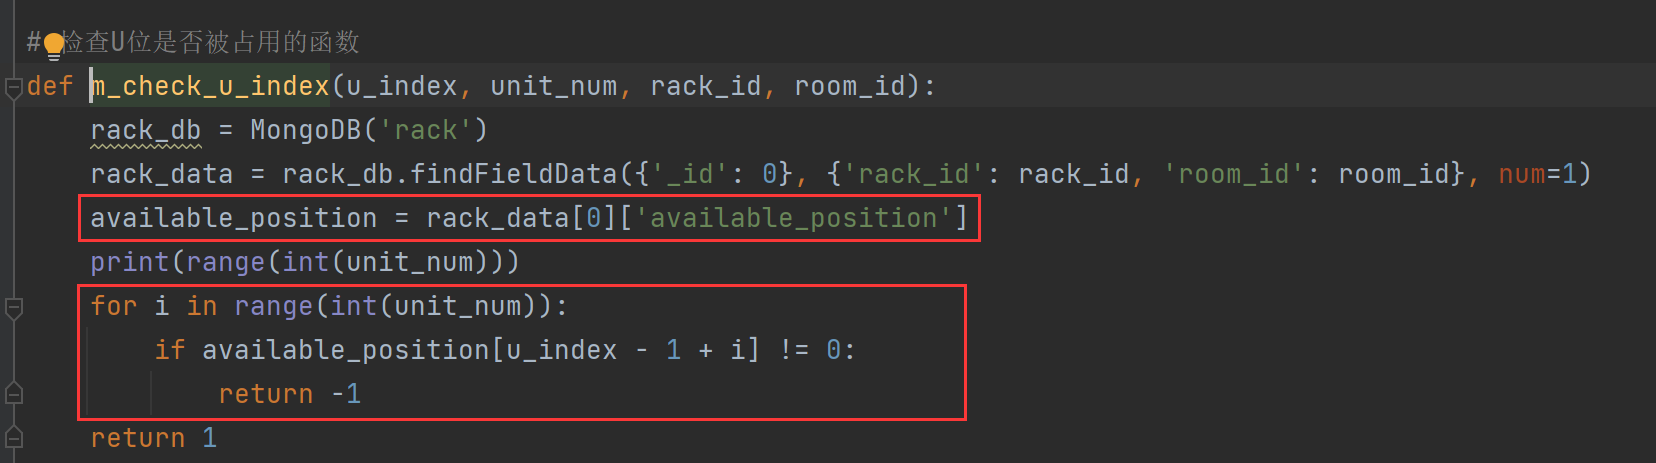 # 检查U位是否被占用的函数
def m_check_u_index(u_index, unit_num, rack_id, room_id):
rack_db = MongoDB('rack')
rack_data = rack_db.findFieldData({'_id': 0}, {'rack_id': rack_id, 'room_id': room_id}, num=1)
available_position = rack_data[0]['available_position']
print(range(int(unit_num)))
for i in range(int(unit_num)):
if available_position[u_index - 1 + i] != 0:
return -1
return 1